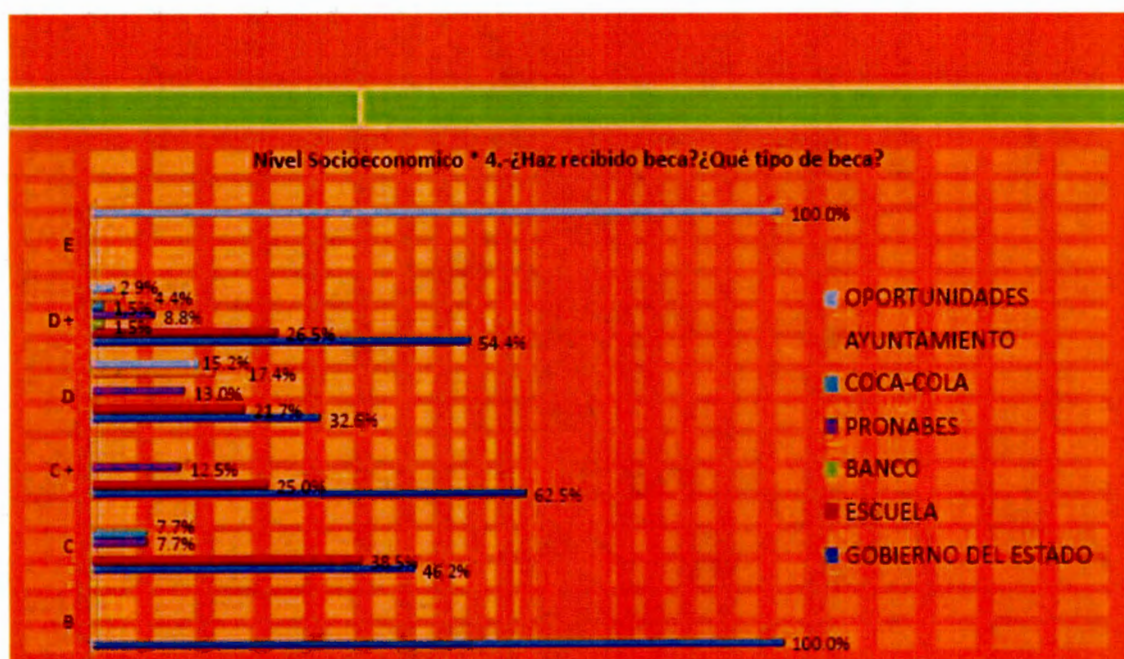 Nivel Socioeconomico * 4.-¿Haz recibido beca?¿Qué tipo de beca?
E
100.0%
D+
2.9%
4.4%
1.5%
8.8%
1.5%
26.5%
54.4%
D
15.2%
17.4%
13.0%
21.7%
32.6%
C+
12.5%
25.0%
62.5%
C
7.7%
7.7%
38.5%
46.2%
B
100.0%
OPORTUNIDADES
AYUNTAMIENTO
COCA-COLA
PRONABES
BANCO
ESCUELA
GOBIERNO DEL ESTADO